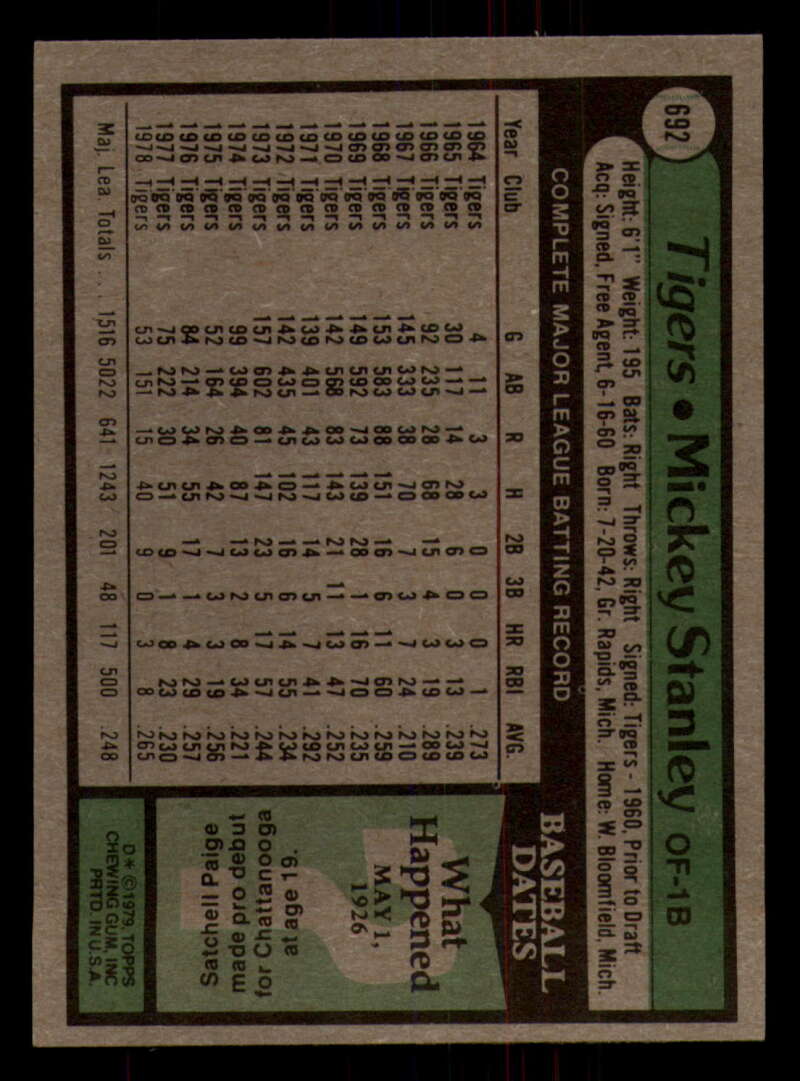 692
Tigers • Mickey Stanley OF-1B
Height: 6'1" Weight: 195 Bats: Right Throws: Right Signed: Tigers - 1960, Prior to Draft
Acq: Signed, Free Agent, 6-16-60 Born: 7-20-42, Gr. Rapids, Mich. Home: W. Bloomfield, Mich.
COMPLETE MAJOR LEAGUE BATTING RECORD
Year Club G AB R H 2B 3B HR RBI AVG.
1964 Tigers 4 11 3 3 0 0 0 1 .273
1965 Tigers 30 117 14 28 6 0 3 13 .239
1966 Tigers 92 235 28 68 15 4 3 19 .289
1967 Tigers 145 333 38 70 7 3 7 24 .210
1968 Tigers 153 583 88 151 16 6 11 60 .259
1969 Tigers 149 592 73 139 28 1 16 70 .235
1970 Tigers 142 568 83 143 21 11 13 47 .252
1971 Tigers 139 401 43 117 14 5 7 41 .292
1972 Tigers 142 435 45 102 16 6 14 55 .234
1973 Tigers 157 602 81 147 23 5 17 57 .244
1974 Tigers 99 394 40 87 13 2 8 34 .221
1975 Tigers 52 164 26 42 7 3 3 19 .256
1976 Tigers 84 214 34 55 17 1 4 29 .257
1977 Tigers 75 222 30 51 9 1 8 23 .230
1978 Tigers 53 151 15 40 9 0 3 8 .265
Maj. Lea Totals . . . 1516 5022 641 1243 201 48 117 500 .248
BASEBALL
DATES
What
Happened
MAY 1,
1926
Satchell Paige
made pro debut
for Chattanooga
at age 19.
D* © 1979, TOPPS
CHEWING GUM, INC
PRTD. IN U.S.A.